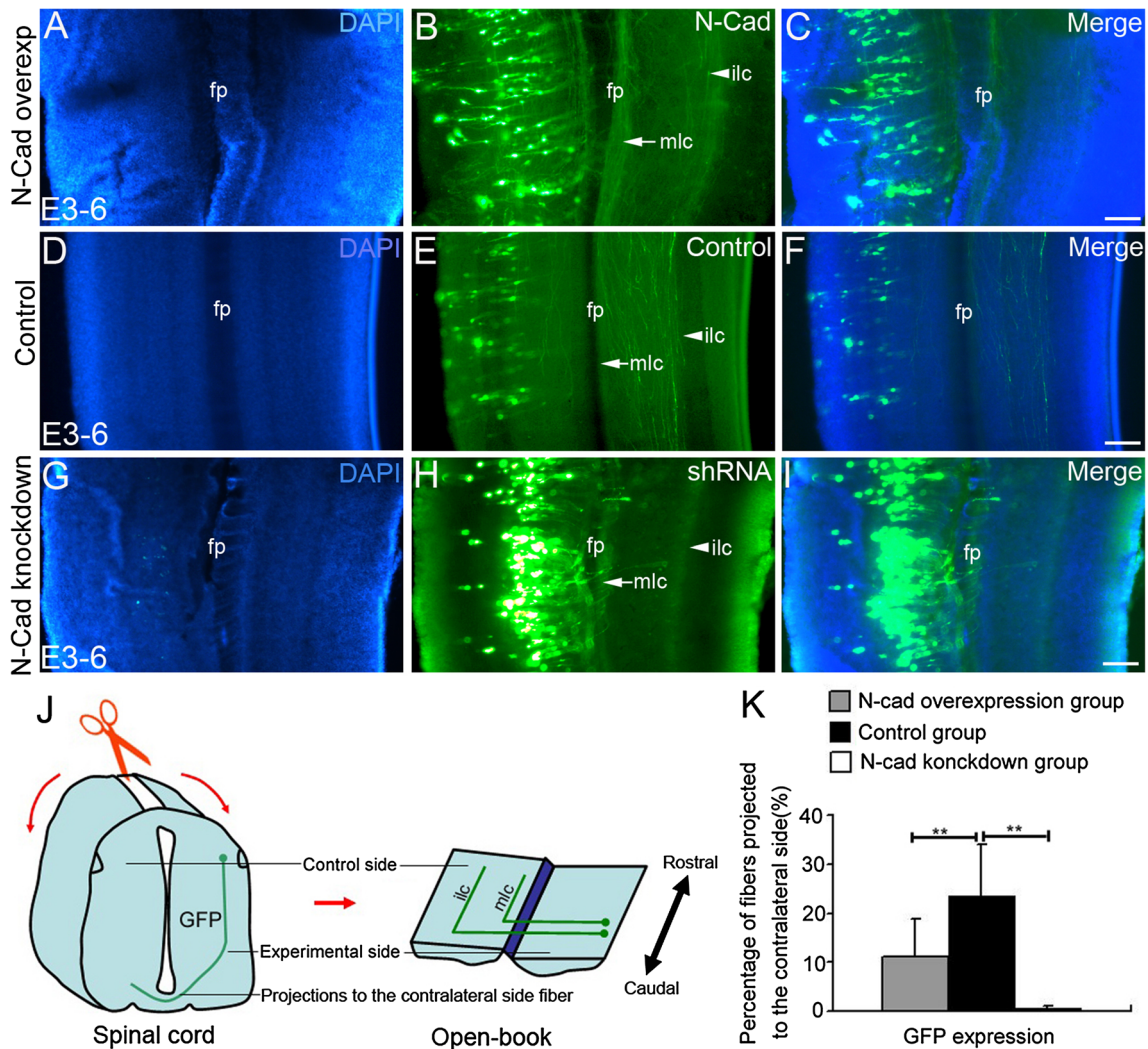 N-Cad overexp
A
DAPI
fp
E3-6
B
N-Cad
fp
ilc
mlc
C
Merge
fp
Control
D
DAPI
fp
E3-6
E
Control
fp
ilc
mlc
F
Merge
fp
N-Cad knockdown
G
DAPI
fp
E3-6
H
shRNA
fp
ilc
mlc
I
Merge
fp
J
Control side
GFP
Experimental side
Projections to the contralateral side fiber
Spinal cord
ilc
mlc
Rostral
Caudal
Open-book
K
N-cad overexpression group
Control group
N-cad konckdown group
Percentage of fibers projected
to the contralateral side(%)
40
30
20
10
0
**
**
GFP expression